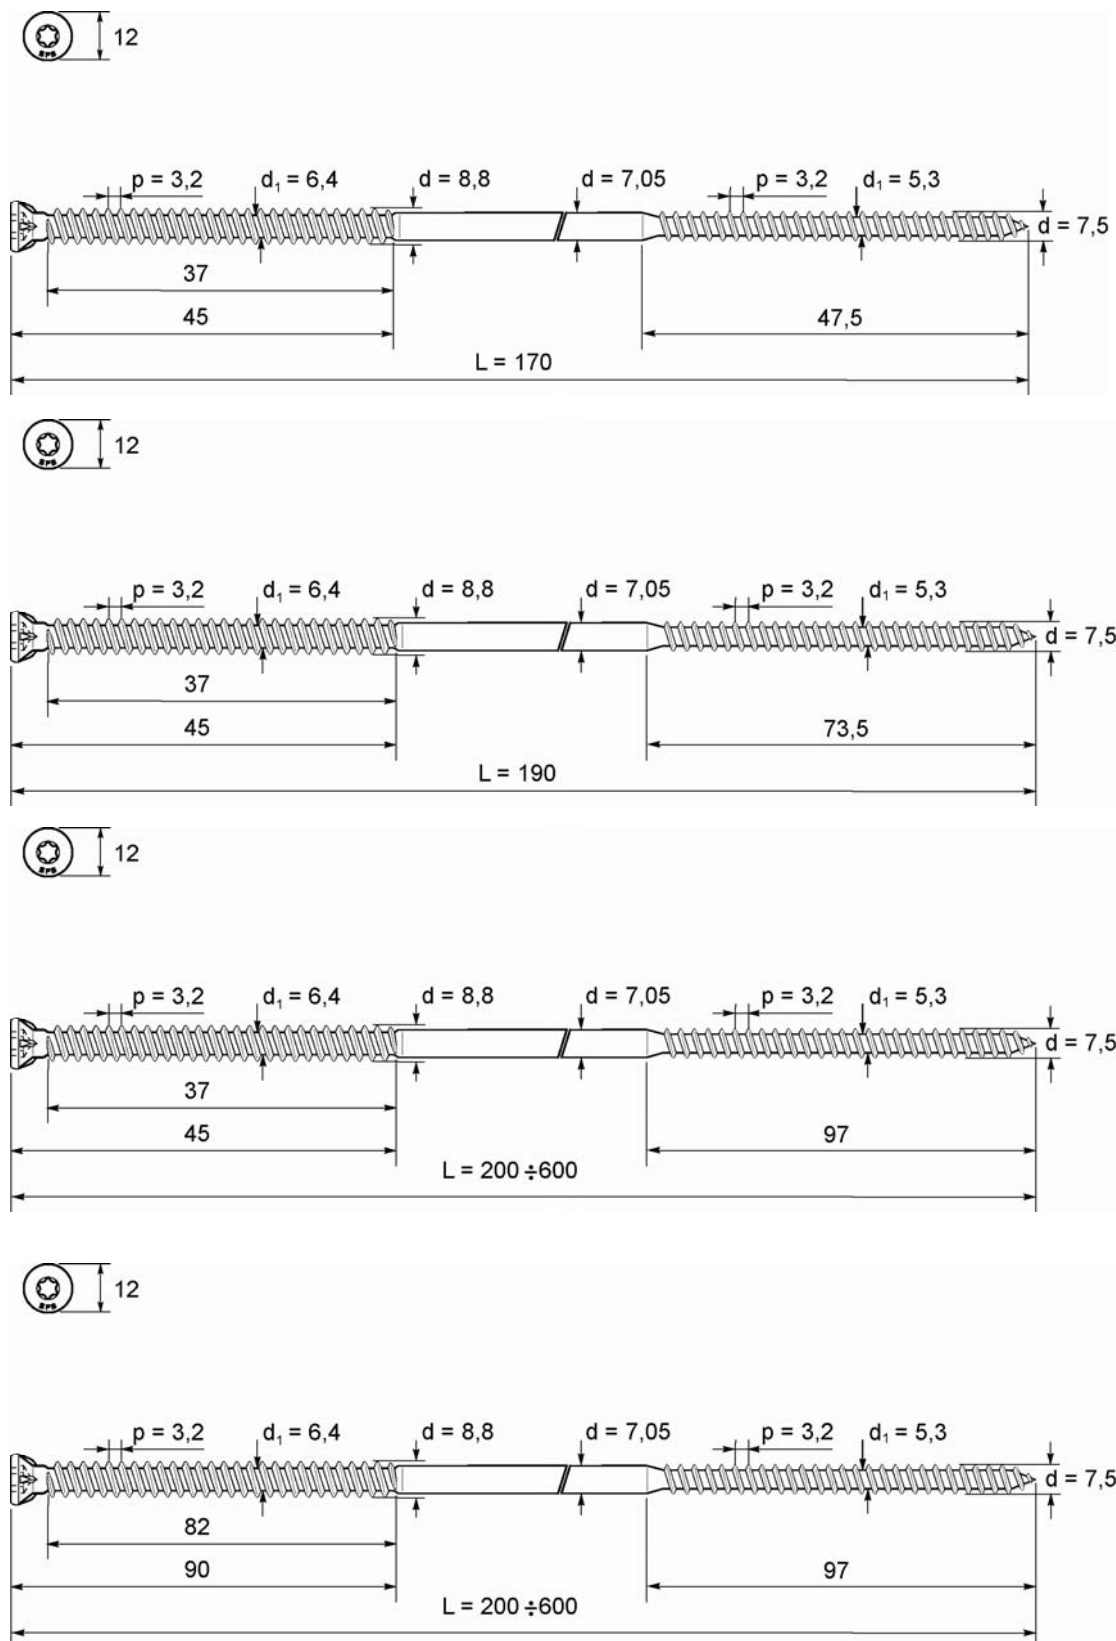 12
SFS
p = 3,2 d₁ = 6,4 d = 8,8 d = 7,05 p = 3,2 d₁ = 5,3
d = 7,5
37
45 47,5
L = 170
12
SFS
p = 3,2 d₁ = 6,4 d = 8,8 d = 7,05 p = 3,2 d₁ = 5,3
d = 7,5
37
45 73,5
L = 190
12
SFS
p = 3,2 d₁ = 6,4 d = 8,8 d = 7,05 p = 3,2 d₁ = 5,3
d = 7,5
37
45 97
L = 200 ÷600
12
SFS
p = 3,2 d₁ = 6,4 d = 8,8 d = 7,05 p = 3,2 d₁ = 5,3
d = 7,5
82
90 97
L = 200 ÷600